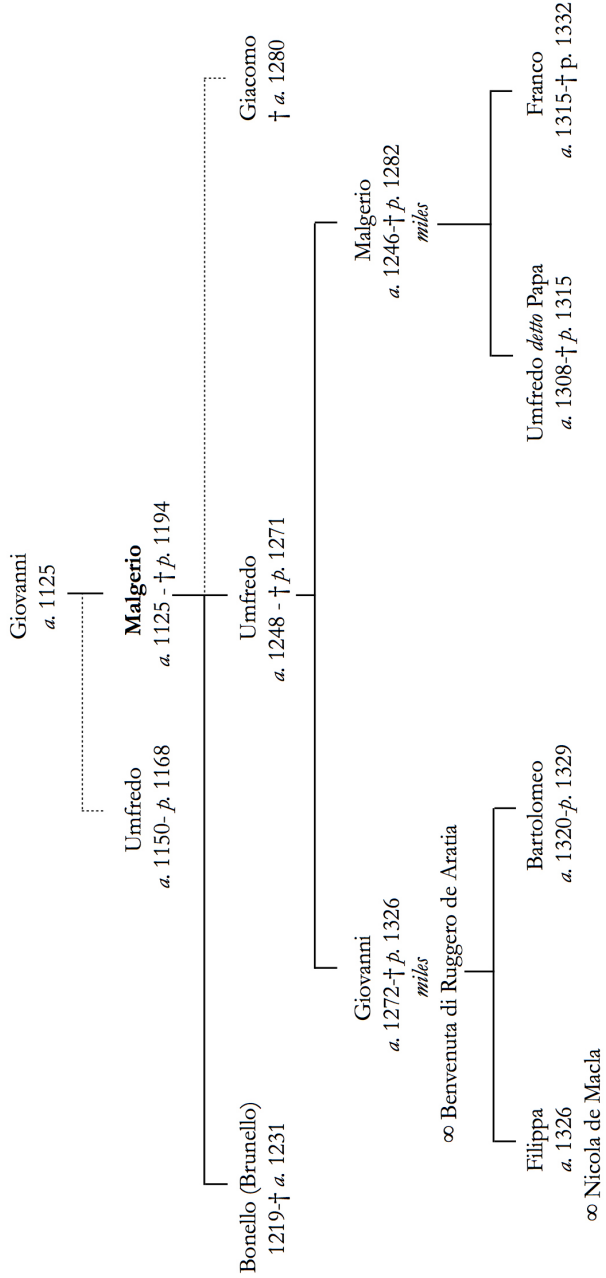 Giovanni
a. 1125
Umfredo
a. 1150- p. 1168
Malgerio
a. 1125 - † p. 1194
Bonello (Brunello)
1219-† a. 1231
Umfredo
a. 1248 - † p. 1271
Giacomo
† a. 1280
Giovanni
a. 1272-† p. 1326
miles
∞ Benvenuta di Ruggero de Aratia
Malgerio
a. 1246-† p. 1282
miles
Filippa
a. 1326
∞ Nicola de Macla
Bartolomeo
a. 1320-p. 1329
Umfredo detto Papa
a. 1308-† p. 1315
Franco
a. 1315-† p. 1332